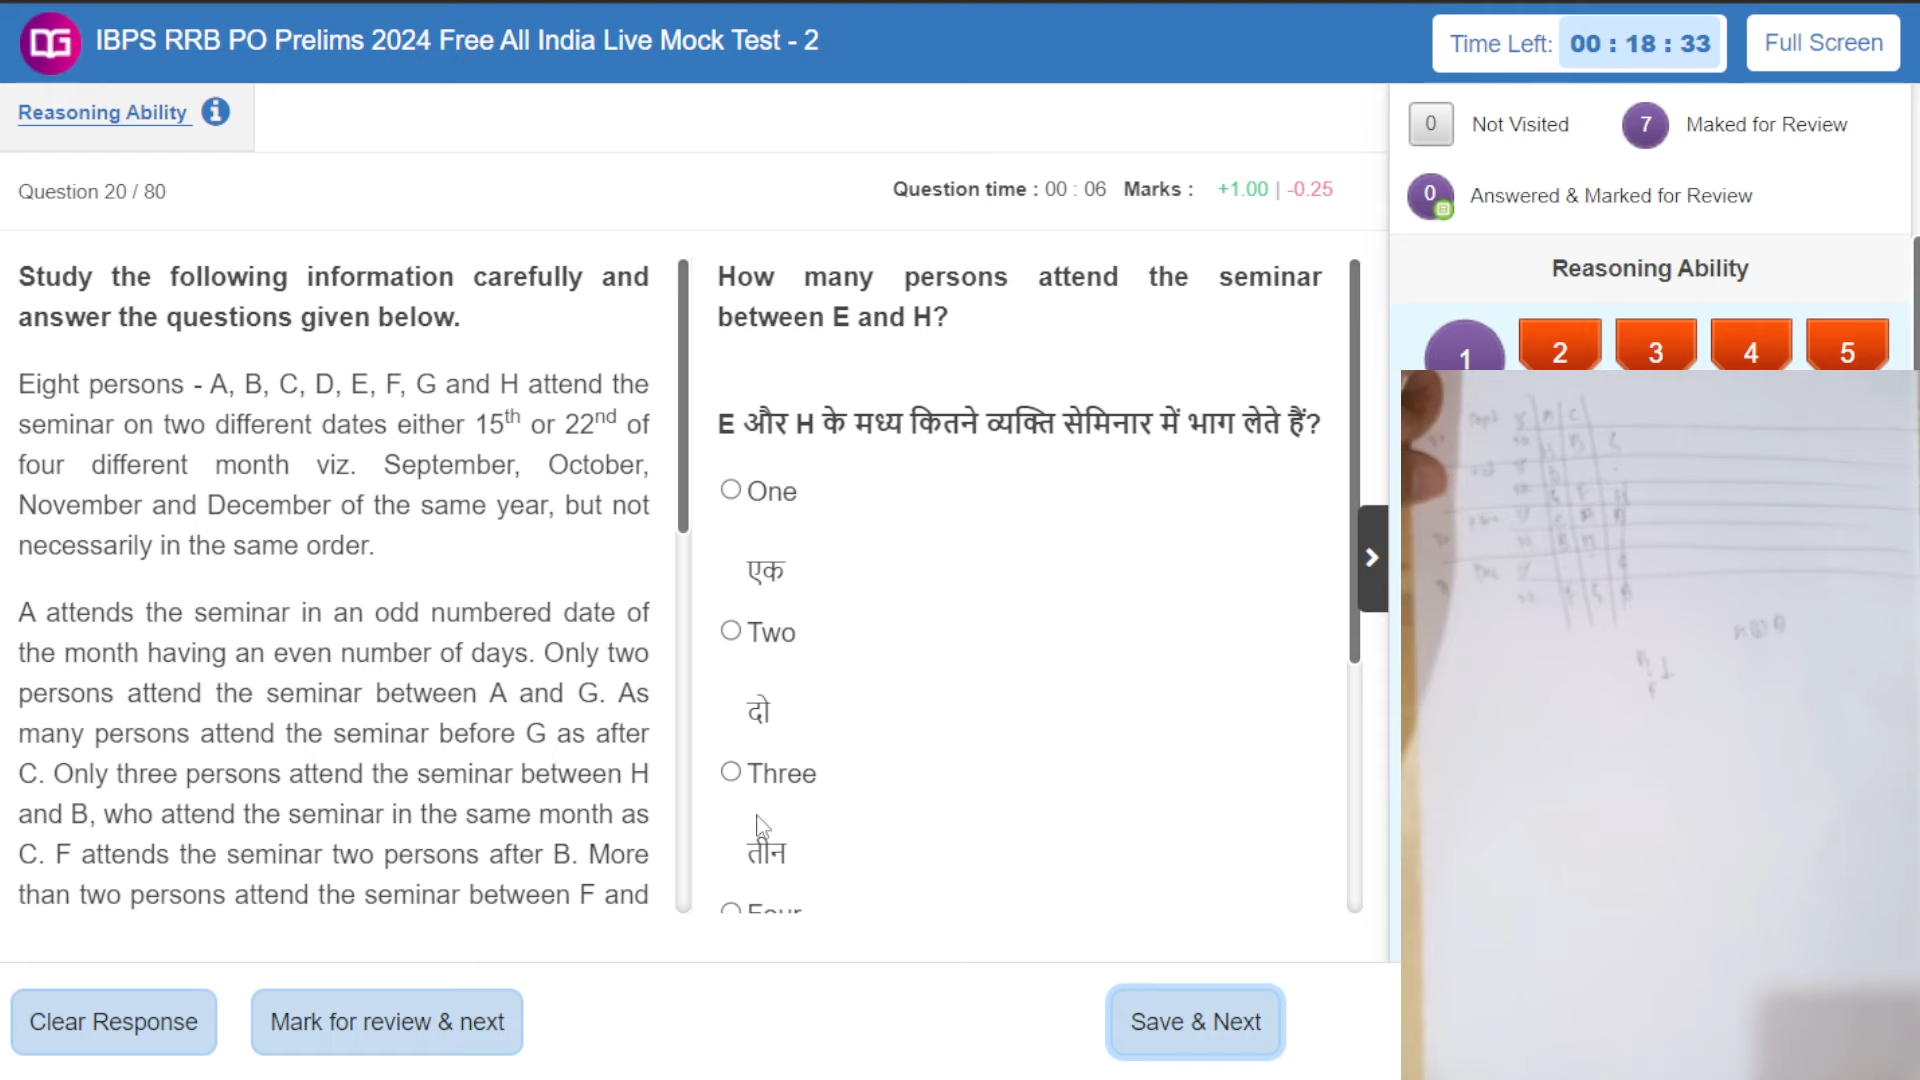 IBPS RRB PO Prelims 2024 Free All India Live Mock Test - 2
Time Left: 00 : 18 : 33
Full Screen
Reasoning Ability
Question 20 / 80
Question time : 00 : 06 Marks : +1.00 | -0.25
0 Not Visited
7 Maked for Review
0 Answered & Marked for Review
Reasoning Ability
1 2 3 4 5
Study the following information carefully and
answer the questions given below.
Eight persons - A, B, C, D, E, F, G and H attend the
seminar on two different dates either 15th or 22nd of
four different month viz. September, October,
November and December of the same year, but not
necessarily in the same order.
A attends the seminar in an odd numbered date of
the month having an even number of days. Only two
persons attend the seminar between A and G. As
many persons attend the seminar before G as after
C. Only three persons attend the seminar between H
and B, who attend the seminar in the same month as
C. F attends the seminar two persons after B. More
than two persons attend the seminar between F and
How many persons attend the seminar
between E and H?
E और H के मध्य कितने व्यक्ति सेमिनार में भाग लेते हैं?
One
एक
Two
दो
Three
तीन
Four
Clear Response
Mark for review & next
Save & Next